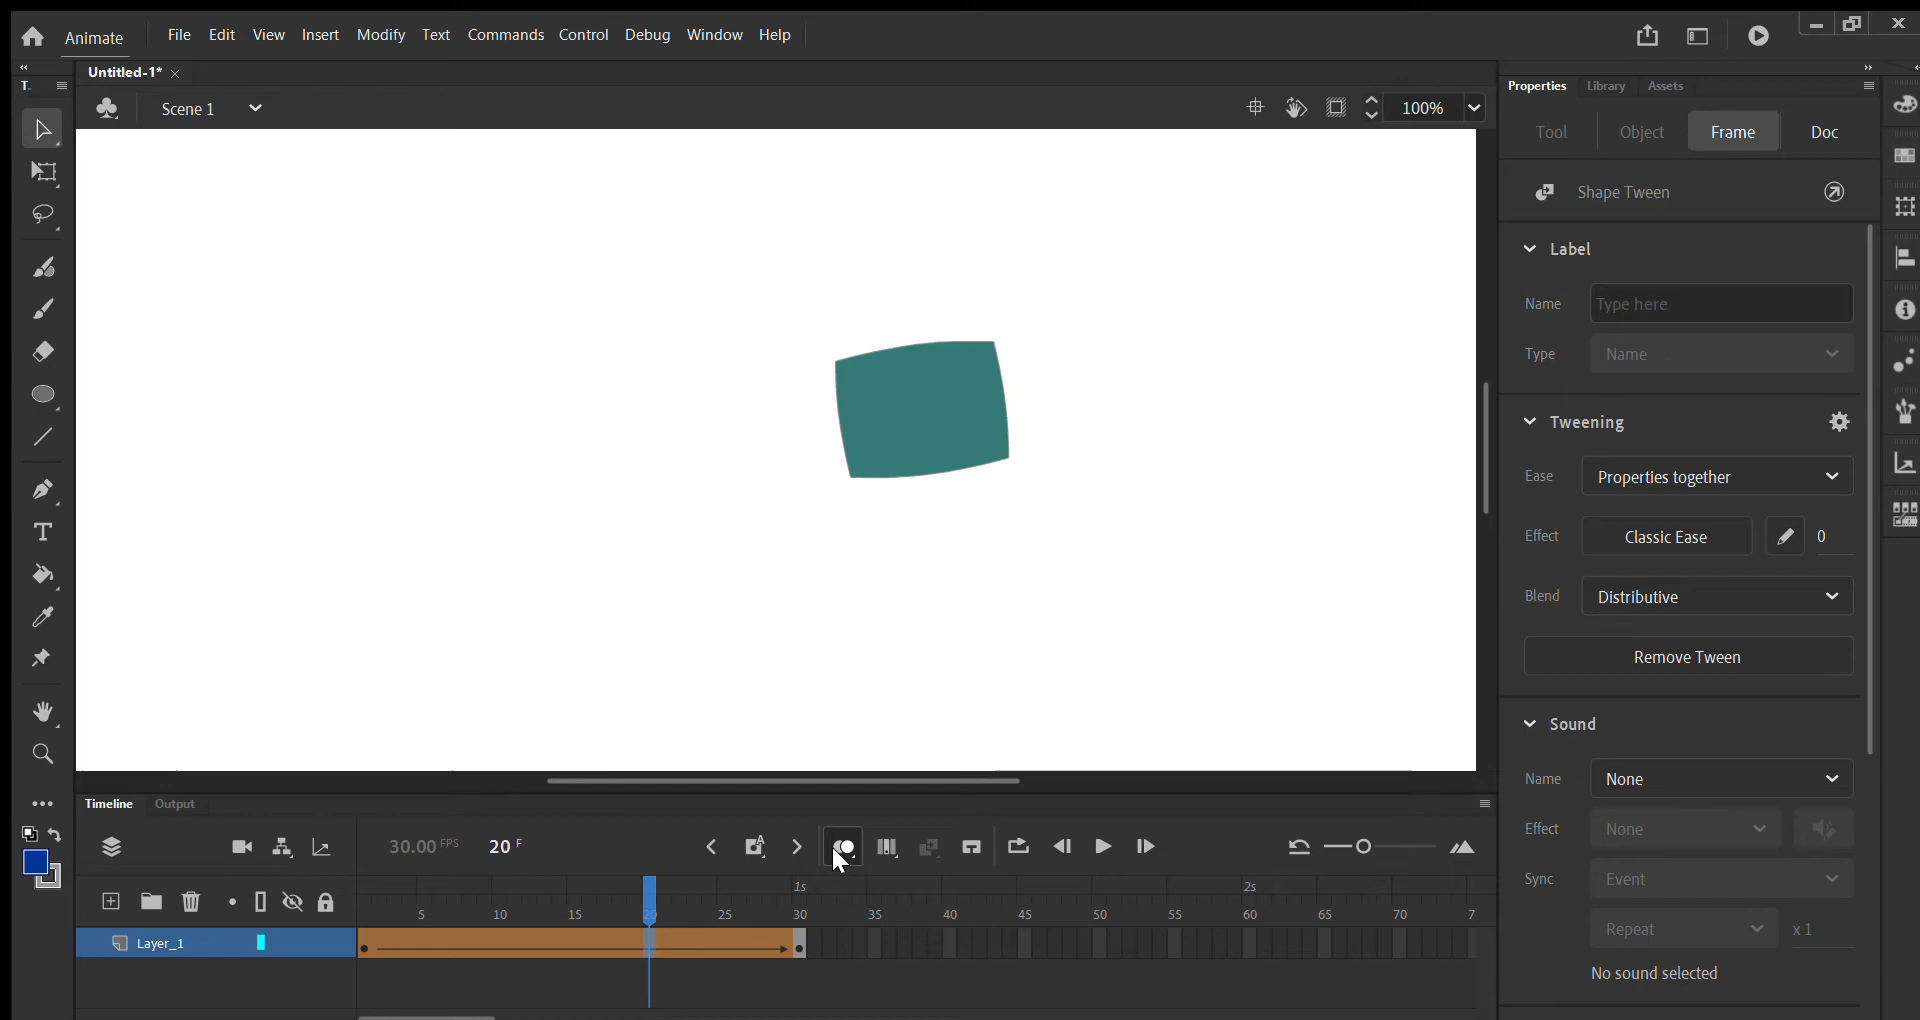 Animate File Edit View Insert Modify Text Commands Control Debug Window Help
T.
Untitled-1*
Scene 1
100%
Properties Library Assets
Tool Object Frame Doc
Shape Tween
Label
Name Type here
Type Name
Tweening
Ease Properties together
Effect Classic Ease 0
Blend Distributive
Remove Tween
Sound
Name None
Effect None
Sync Event
Repeat x 1
No sound selected
Timeline Output
30.00 FPS 20 F
1s 2s
5 10 15 20 25 30 35 40 45 50 55 60 65 70 7
Layer_1